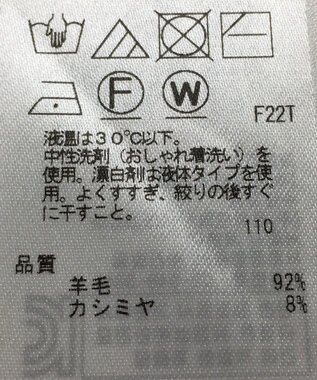 F W
F22T
液温は30℃以下。
中性洗剤(おしゃれ着洗い)を
使用。漂白剤は液体タイプを使
用。よくすすぎ、絞りの後すぐ
に干すこと。
110
品質
羊毛 92%
カシミヤ 8%